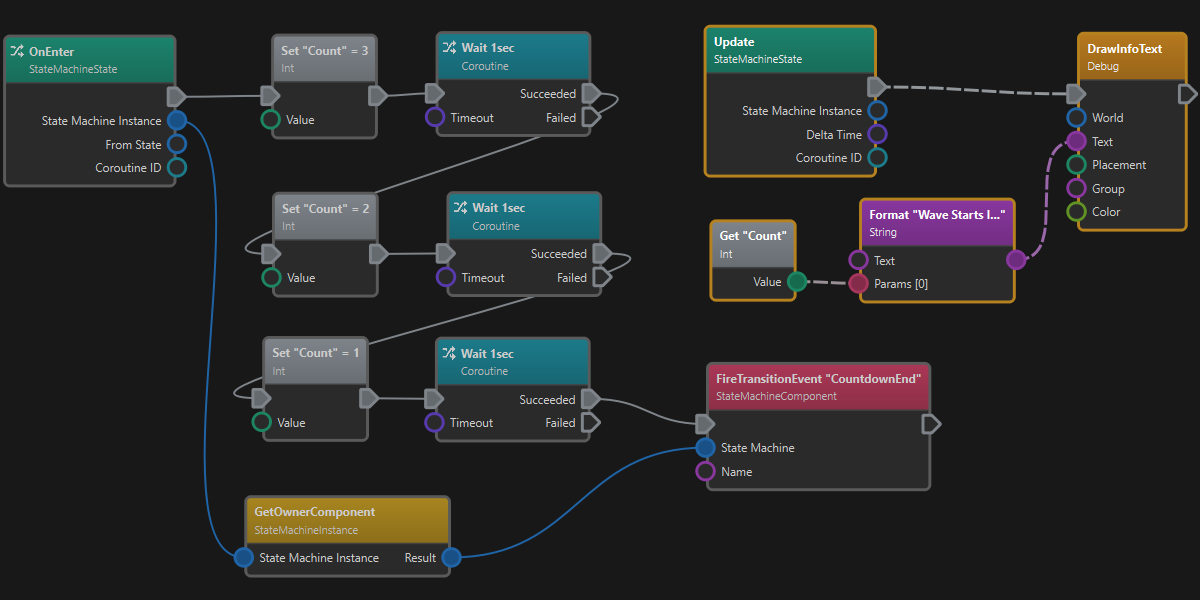 OnEnter
StateMachineState
State Machine Instance
From State
Coroutine ID
Set "Count" = 3
Int
Value
Wait 1sec
Coroutine
Succeeded
Timeout
Failed
Update
StateMachineState
State Machine Instance
Delta Time
Coroutine ID
DrawInfoText
Debug
World
Text
Placement
Group
Color
Set "Count" = 2
Int
Value
Wait 1sec
Coroutine
Succeeded
Timeout
Failed
Get "Count"
Int
Value
Format "Wave Starts I..."
String
Text
Params [0]
Set "Count" = 1
Int
Value
Wait 1sec
Coroutine
Succeeded
Timeout
Failed
FireTransitionEvent "CountdownEnd"
StateMachineComponent
State Machine
Name
GetOwnerComponent
StateMachineInstance
State Machine Instance
Result